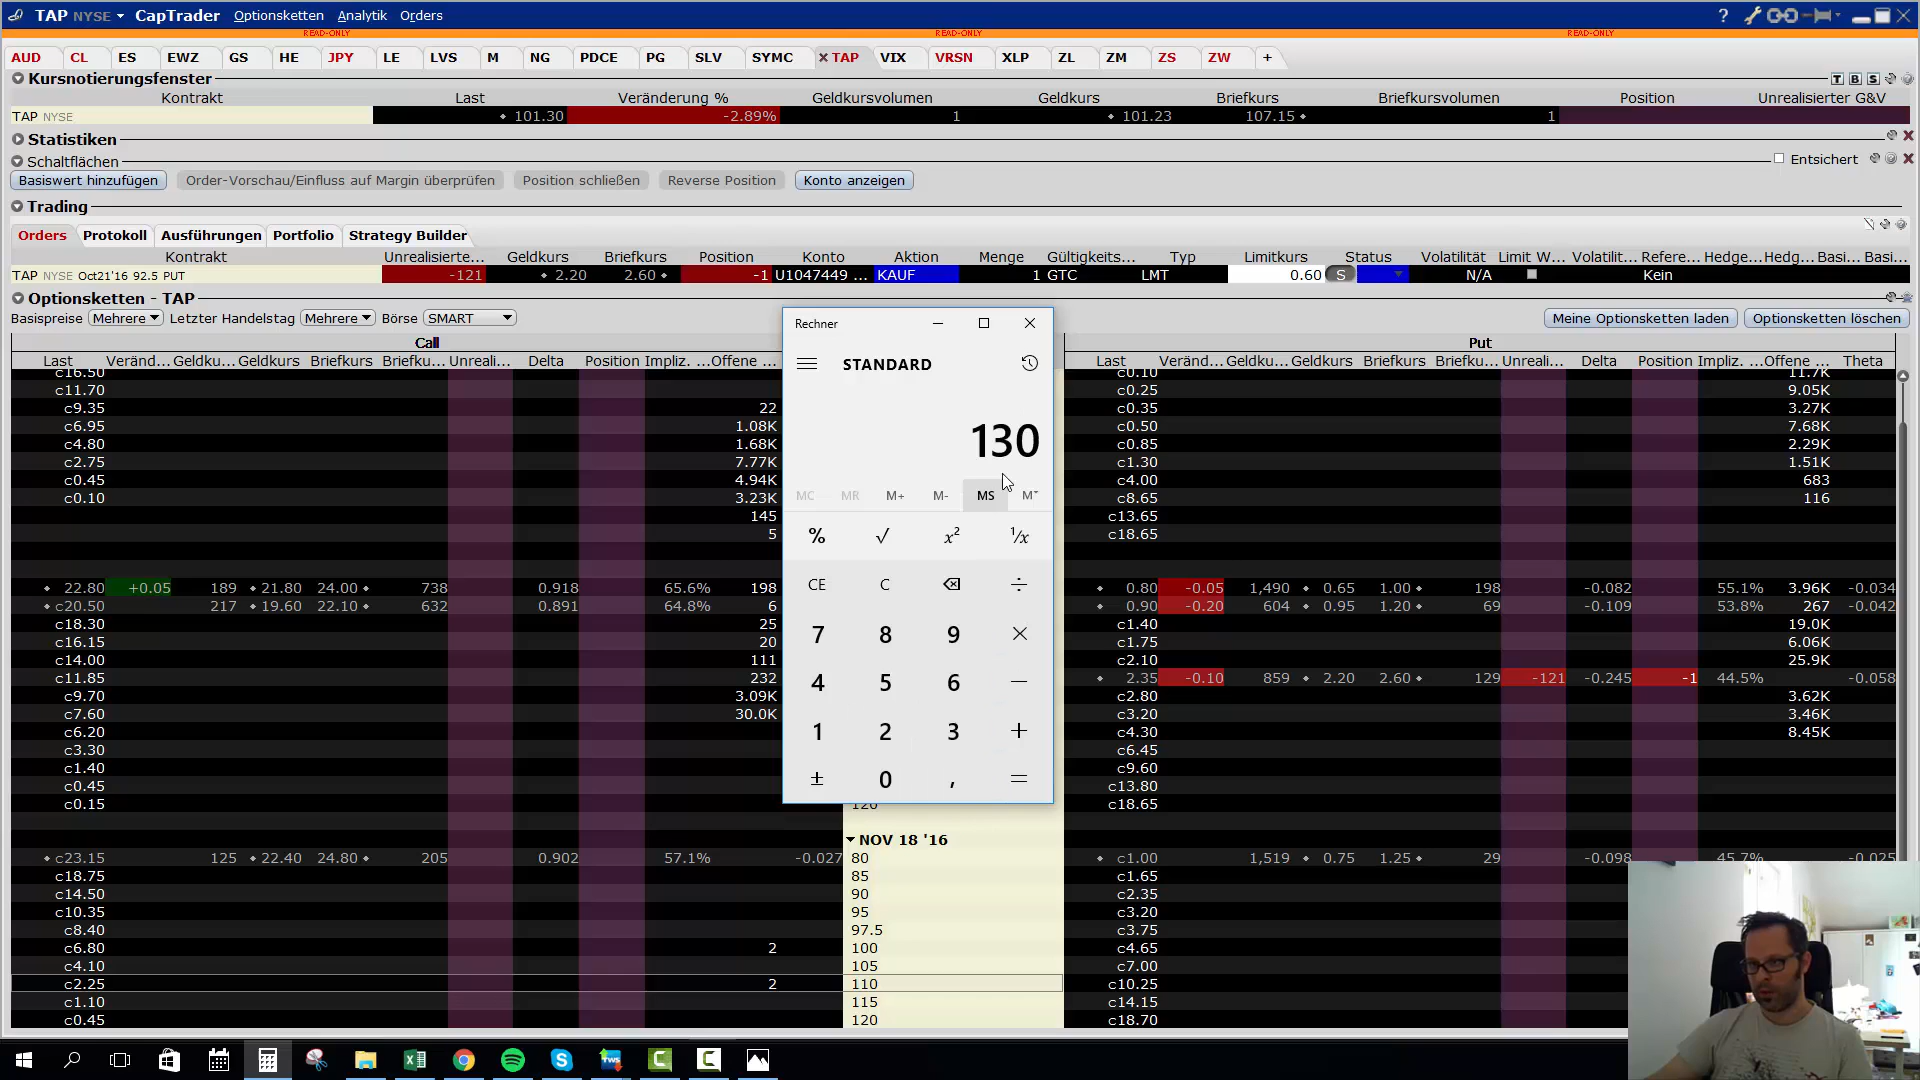 TAP NYSE CapTrader Optionsketten Analytik Orders ?
READ-ONLY READ-ONLY READ-ONLY
AUD CL ES EWZ GS HE JPY LE LVS M NG PDCE PG SLV SYMC TAP VIX VRSN XLP ZL ZM ZS ZW +
Kursnotierungsfenster T B S
Kontrakt Last Veränderung % Geldkursvolumen Geldkurs Briefkurs Briefkursvolumen Position Unrealisierter G&V
TAP NYSE 101.30 -2.89% 1 101.23 107.15 1
Statistiken
Schaltflächen Entsichert
Basiswert hinzufügen Order-Vorschau/Einfluss auf Margin überprüfen Position schließen Reverse Position Konto anzeigen
Trading
Orders Protokoll Ausführungen Portfolio Strategy Builder
Kontrakt Unrealisierte... Geldkurs Briefkurs Position Konto Aktion Menge Gültigkeits... Typ Limitkurs Status Volatilität Limit W... Volatilit... Refere... Hedge... Hedg... Basi... Basi...
TAP NYSE Oct21'16 92.5 PUT -121 2.20 2.60 -1 U1047449 ... KAUF 1 GTC LMT 0.60 S N/A Kein
Optionsketten - TAP
Basispreise Mehrere Letzter Handelstag Mehrere Börse SMART Meine Optionsketten laden Optionsketten löschen
Call Put
Last Veränd... Geldku... Geldkurs Briefkurs Briefku... Unreali... Delta Position Impliz. ... Offene ... Last Veränd... Geldku... Geldkurs Briefkurs Briefku... Unreali... Delta Position Impliz. ... Offene ... Theta
c16.50 c0.10 11.7K
c11.70 c0.25 9.05K
c9.35 22 c0.35 3.27K
c6.95 1.08K c0.50 7.68K
c4.80 1.68K c0.85 2.29K
c2.75 7.77K c1.30 1.51K
c0.45 4.94K c4.00 683
c0.10 3.23K c8.65 116
145 c13.65
5 c18.65
22.80 +0.05 189 21.80 24.00 738 0.918 65.6% 198 0.80 -0.05 1,490 0.65 1.00 198 -0.082 55.1% 3.96K -0.034
c20.50 217 19.60 22.10 632 0.891 64.8% 6 0.90 -0.20 604 0.95 1.20 69 -0.109 53.8% 267 -0.042
c18.30 25 c1.40 19.0K
c16.15 20 c1.75 6.06K
c14.00 111 c2.10 25.9K
c11.85 232 2.35 -0.10 859 2.20 2.60 129 -121 -0.245 -1 44.5% -0.058
c9.70 3.09K c2.80 3.62K
c7.60 30.0K c3.20 3.46K
c6.20 c4.30 8.45K
c3.30 c6.45
c1.40 c9.60
c0.45 c13.80
c0.15 120 c18.65
NOV 18 '16
c23.15 125 22.40 24.80 205 0.902 57.1% -0.027 80 c1.00 1,519 0.75 1.25 29 -0.098 45.7% -0.025
c18.75 85 c1.65
c14.50 90 c2.35
c10.35 95 c3.20
c8.40 97.5 c3.75
c6.80 2 100 c4.65
c4.10 105 c7.00
c2.25 2 110 c10.25
c1.10 115 c14.15
c0.45 120 c18.70
Rechner
STANDARD
130
MC MR M+ M- MS M˅
% √ x² ¹/x
CE C ÷
7 8 9 ×
4 5 6 −
1 2 3 +
± 0 , =
TWS